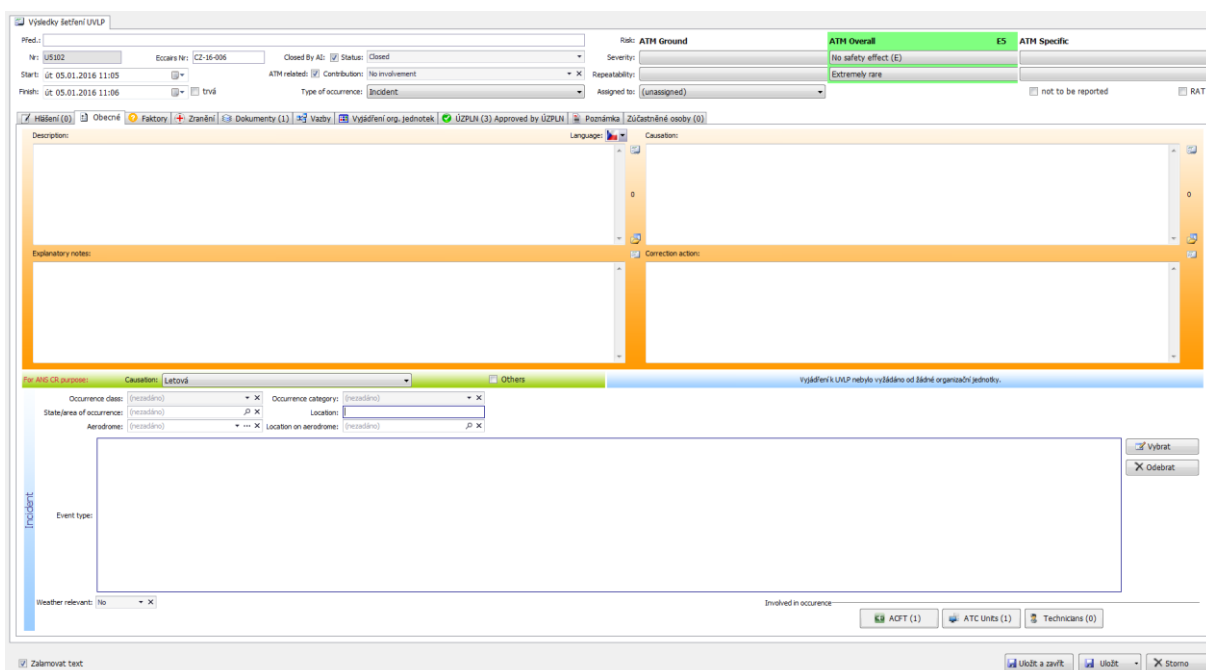 Výsledky šetření UVLP
Před.: Risk: ATM Ground ATM Overall E5 ATM Specific
Nr: U5102 Eccairs Nr: CZ-16-006 Closed By AI: Status: Closed Severity: No safety effect (E)
Start: út 05.01.2016 11:05 ATM related: Contribution: No involvement Repeatability: Extremely rare
Finish: út 05.01.2016 11:06 trvá Type of occurrence: Incident Assigned to: (unassigned) not to be reported RAT
Hlášení (0) Obecné Faktory Zranění Dokumenty (1) Vazby Vyjádření org. jednotek ÚZPLN (3) Approved by ÚZPLN Poznámka Zúčastněné osoby (0)
Description: Language: Causation:
0 0
Explanatory notes: Correction action:
For ANS CR purpose: Causation: Letová Others Vyjádření k UVLP nebylo vyžádáno od žádné organizační jednotky.
Occurrence class: (nezadáno) Occurrence category: (nezadáno)
State/area of occurrence: (nezadáno) Location:
Aerodrome: (nezadáno) Location on aerodrome: (nezadáno)
Vybrat
Odebrat
Incident
Event type:
Weather relevant: No Involved in occurence
ACFT (1) ATC Units (1) Technicians (0)
Zalamovat text Uložit a zavřít Uložit Storno